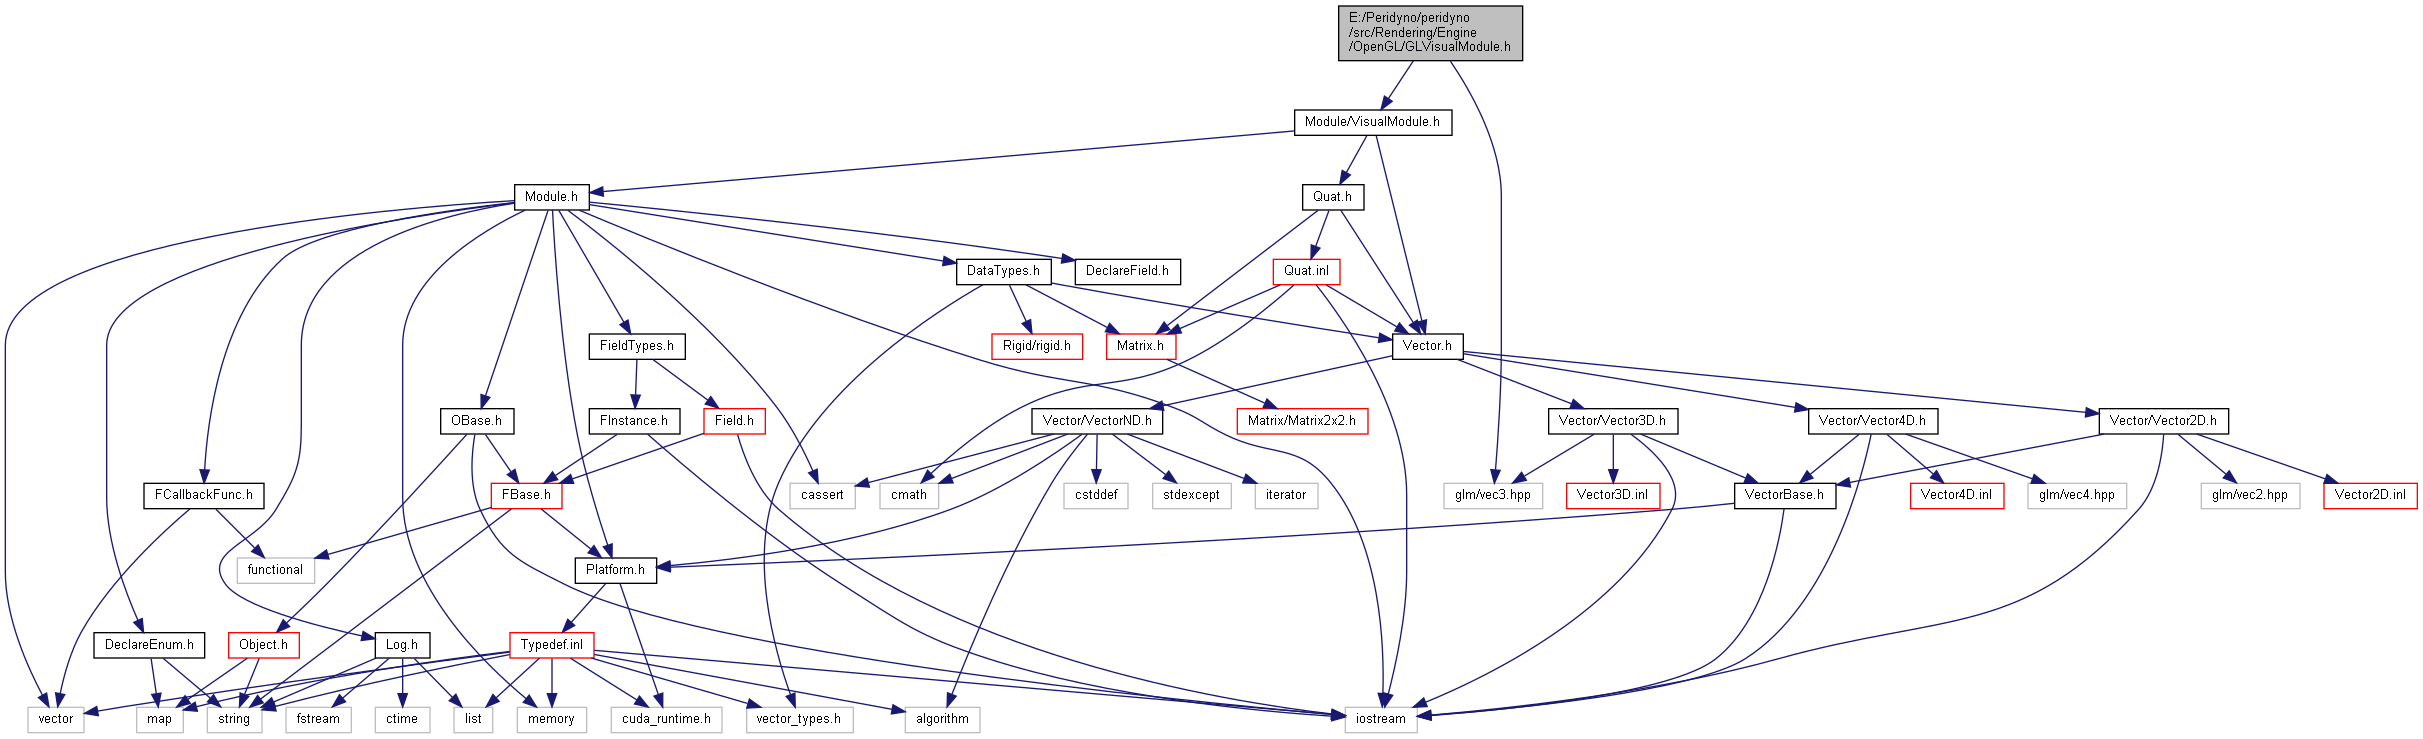 E:/Peridyno/peridyno
/src/Rendering/Engine
/OpenGL/GLVisualModule.h
Module/VisualModule.h
Module.h
Quat.h
DataTypes.h
DeclareField.h
Quat.inl
FieldTypes.h
Rigid/rigid.h
Matrix.h
Vector.h
OBase.h
FInstance.h
Field.h
Vector/VectorND.h
Matrix/Matrix2x2.h
Vector/Vector3D.h
Vector/Vector4D.h
Vector/Vector2D.h
FCallbackFunc.h
FBase.h
cassert
cmath
cstddef
stdexcept
iterator
glm/vec3.hpp
Vector3D.inl
VectorBase.h
Vector4D.inl
glm/vec4.hpp
glm/vec2.hpp
Vector2D.inl
functional
Platform.h
DeclareEnum.h
Object.h
Log.h
Typedef.inl
vector
map
string
fstream
ctime
list
memory
cuda_runtime.h
vector_types.h
algorithm
iostream